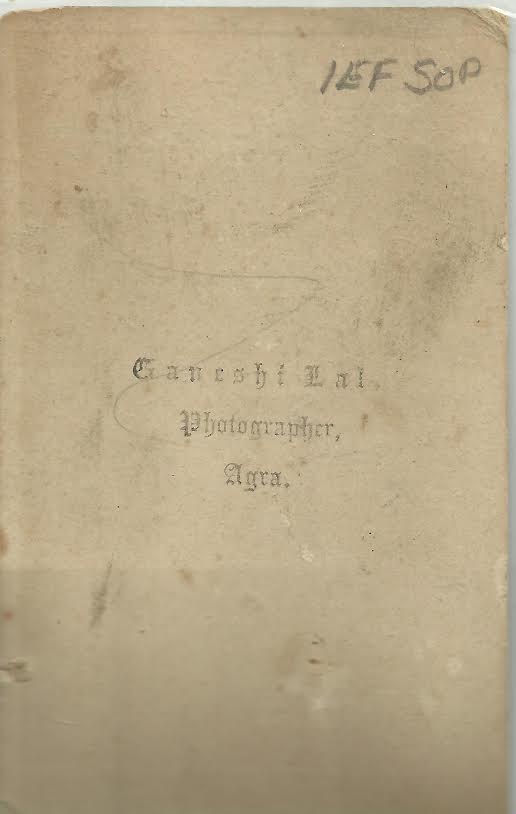 IEF SOP
Ganeshi Lal.
Photographer,
Agra.